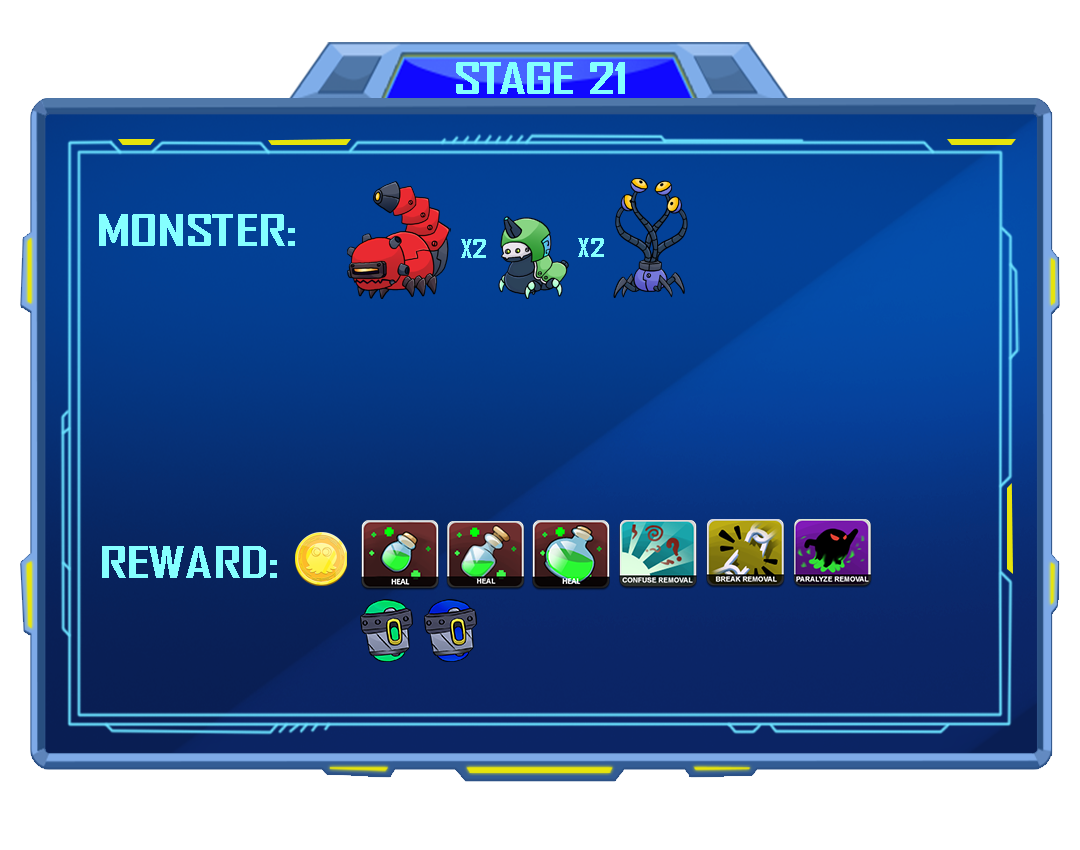 STAGE 21
MONSTER:
X2
X2
REWARD:
HEAL
HEAL
HEAL
CONFUSE REMOVAL
BREAK REMOVAL
PARALYZE REMOVAL